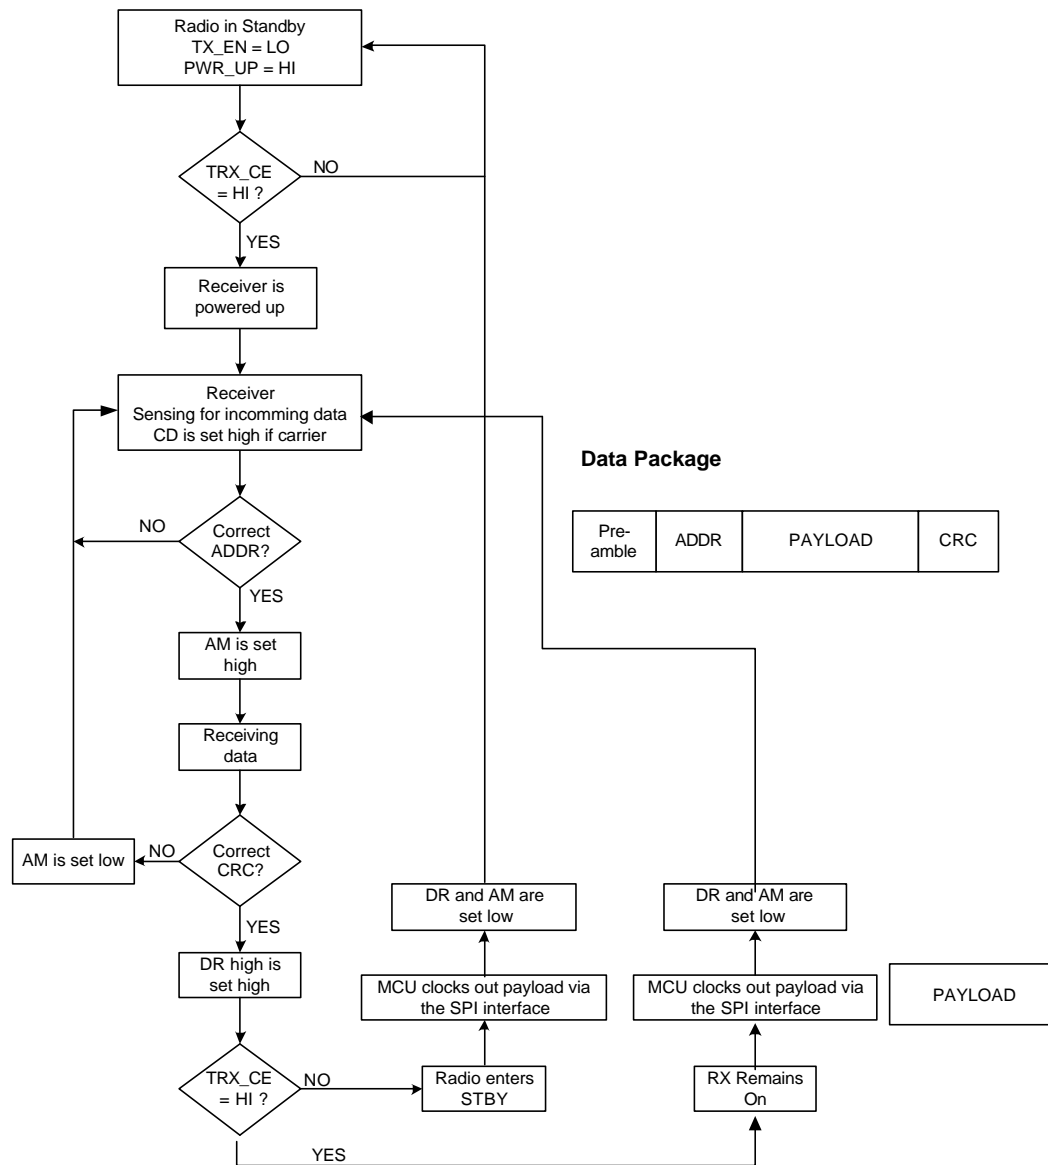 Radio in Standby
TX_EN = LO
PWR_UP = HI
TRX_CE
= HI ?
NO
YES
Receiver is
powered up
Receiver
Sensing for incomming data
CD is set high if carrier
Data Package
Pre-
amble
ADDR
PAYLOAD
CRC
NO
Correct
ADDR?
YES
AM is set
high
Receiving
data
AM is set low
NO
Correct
CRC?
YES
DR high is
set high
TRX_CE
= HI ?
NO
YES
DR and AM are
set low
MCU clocks out payload via
the SPI interface
Radio enters
STBY
DR and AM are
set low
MCU clocks out payload via
the SPI interface
PAYLOAD
RX Remains
On